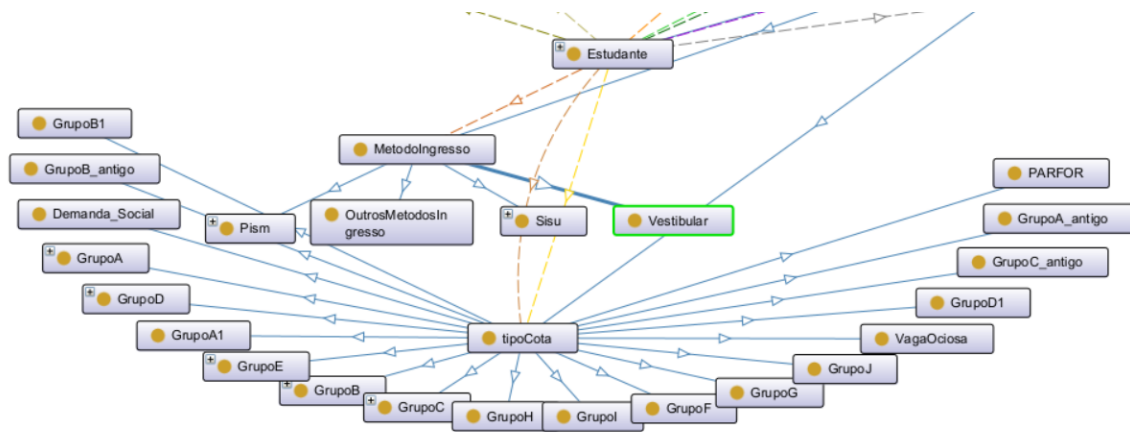 Estudante
GrupoB1
MetodoIngresso
GrupoB_antigo
PARFOR
Demanda_Social
Pism
OutrosMetodosIn
gresso
Sisu
Vestibular
GrupoA_antigo
GrupoA
GrupoC_antigo
GrupoD
GrupoD1
GrupoA1
tipoCota
VagaOciosa
GrupoE
GrupoJ
GrupoB
GrupoG
GrupoC
GrupoH
GrupoI
GrupoF